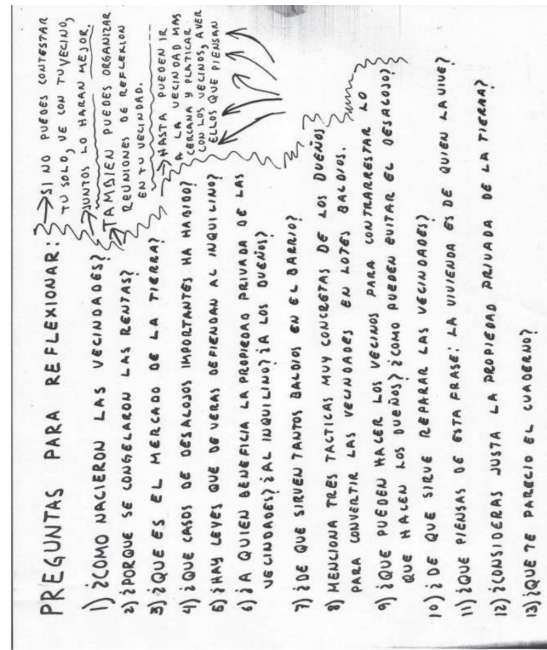 PREGUNTAS PARA REFLEXIONAR:
1) ¿COMO NACIERON LAS VECINDADES?
2) ¿PORQUE SE CONGELARON LAS RENTAS?
3) ¿QUE ES EL MERCADO DE LA TIERRA?
4) ¿QUE CASOS DE DESALOJOS IMPORTANTES HA HABIDO?
5) ¿HAY LEYES QUE DE VERAS DEFIENDAN AL INQUILINO?
6) ¿A QUIEN BENEFICIA LA PROPIEDAD PRIVADA DE LAS
VECINDADES? ¿AL INQUILINO? ¿A LOS DUEÑOS?
7) ¿DE QUE SIRVEN TANTOS BALDIOS EN EL BARRIO?
8) MENCIONA TRES TACTICAS MUY CONCRETAS DE LOS DUEÑOS
PARA CONVERTIR LAS VECINDADES EN LOTES BALDIOS.
9) ¿QUE PUEDEN HACER LOS VECINOS PARA CONTRARRESTAR LO
QUE HACEN LOS DUEÑOS? ¿COMO PUEDEN EVITAR EL DESALOJO?
10) ¿DE QUE SIRVE REPARAR LAS VECINDADES?
11) ¿QUE PIENSAS DE ESTA FRASE: LA VIVIENDA ES DE QUIEN LA VIVE?
12) ¿CONSIDERAS JUSTA LA PROPIEDAD PRIVADA DE LA TIERRA?
13) ¿QUE TE PARECIO EL CUADERNO?
→SI NO PUEDES CONTESTAR
TU SOLO, VE CON TU VECINO,
→JUNTOS LO HARAN MEJOR.
→TAMBIEN PUEDES ORGANIZAR
REUNIONES DE REFLEXION
EN TU VECINDAD.
→HASTA PUEDEN IR
A LA VECINDAD MAS
CERCANA Y PLATICAR
CON LOS VECINOS, A VER
ELLOS QUE PIENSAN